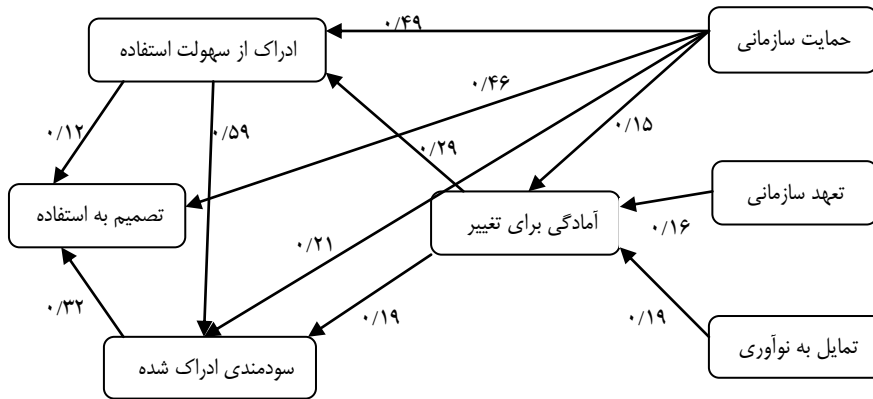 حمایت سازمانی
۰/۴۹
ادراک از سهولت استفاده
۰/۴۶
۰/۱۵
۰/۵۹
۰/۱۲
۰/۲۹
تعهد سازمانی
تصمیم به استفاده
آمادگی برای تغییر
۰/۱۶
۰/۲۱
۰/۳۲
۰/۱۹
۰/۱۹
تمایل به نوآوری
سودمندی ادراک شده